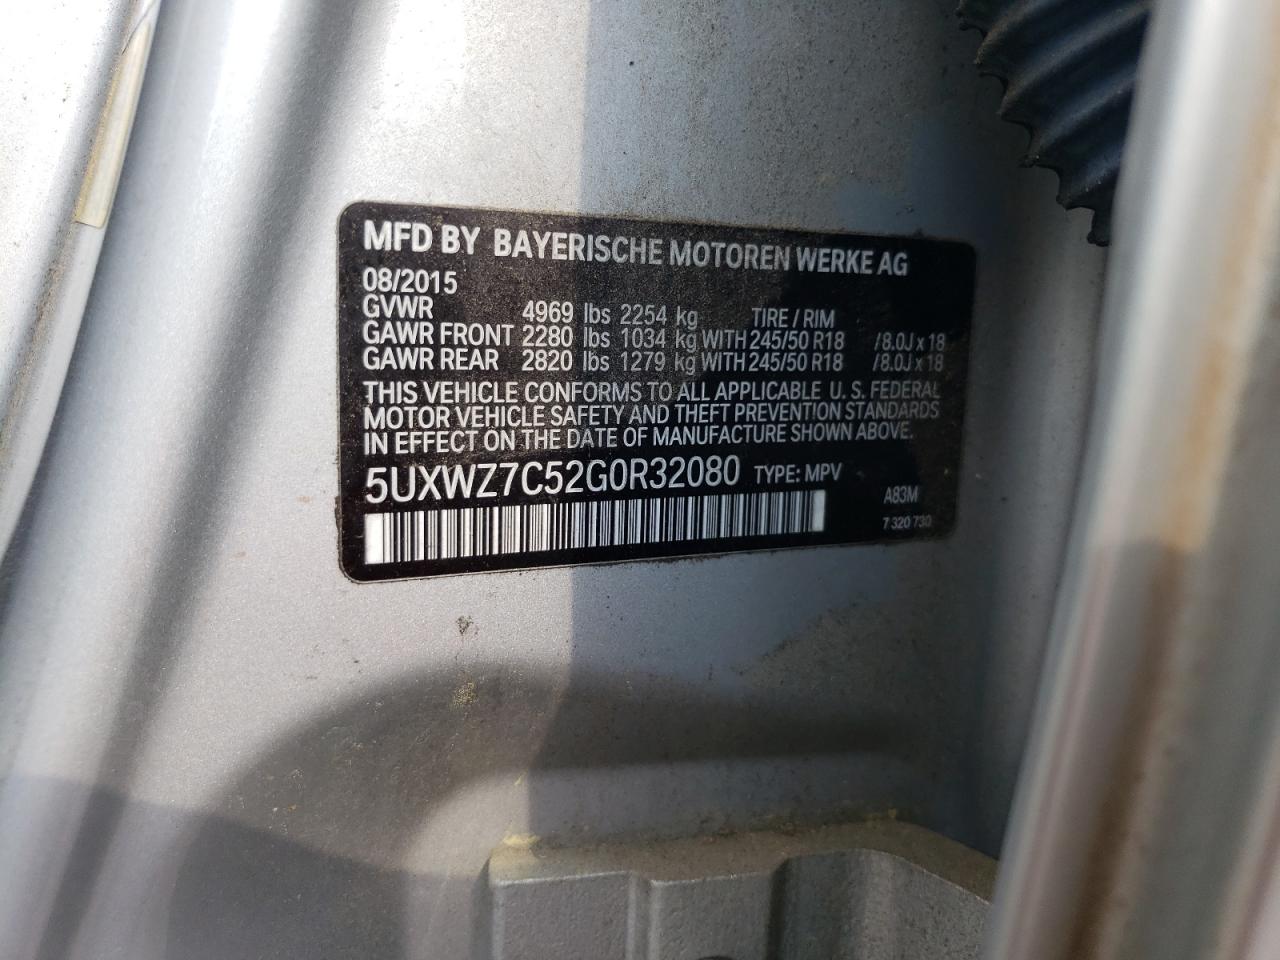 MFD BY BAYERISCHE MOTOREN WERKE AG
08/2015
GVWR 4969 lbs 2254 kg TIRE / RIM
GAWR FRONT 2280 lbs 1034 kg WITH 245/50 R18 / 8.0J x 18
GAWR REAR 2820 lbs 1279 kg WITH 245/50 R18 / 8.0J x 18
THIS VEHICLE CONFORMS TO ALL APPLICABLE U. S. FEDERAL
MOTOR VEHICLE SAFETY AND THEFT PREVENTION STANDARDS
IN EFFECT ON THE DATE OF MANUFACTURE SHOWN ABOVE.
5UXWZ7C52G0R32080 TYPE: MPV
A83M
7 320 730